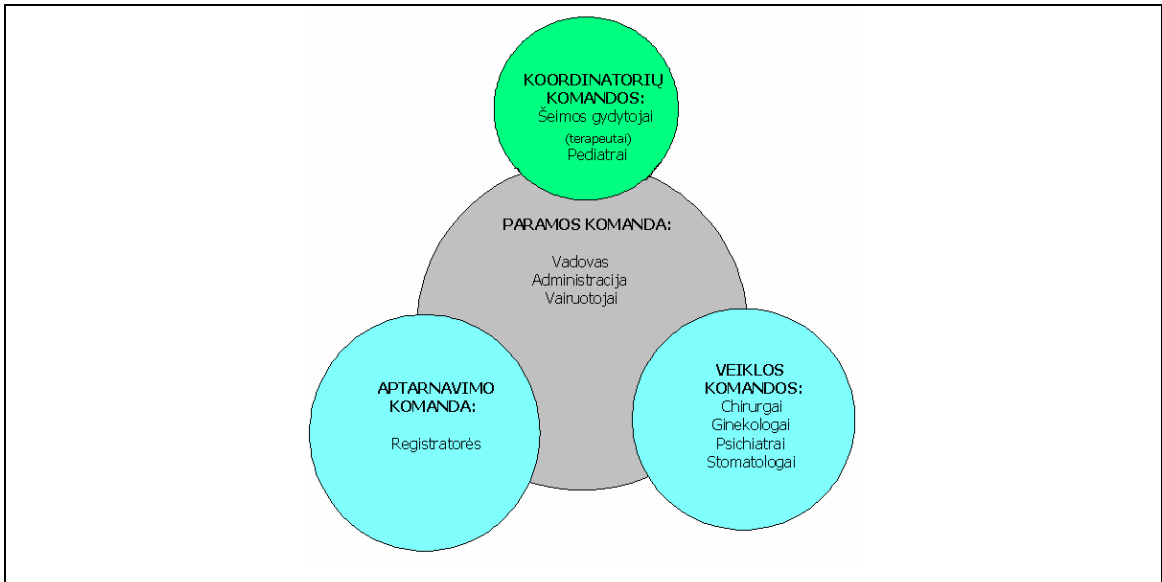 KOORDINATORIŲ
KOMANDOS:
Šeimos gydytojai
(terapeutai)
Pediatrai
PARAMOS KOMANDA:
Vadovas
Administracija
Vairuotojai
APTARNAVIMO
KOMANDA:
Registratorės
VEIKLOS
KOMANDOS:
Chirurgai
Ginekologai
Psichiatrai
Stomatologai